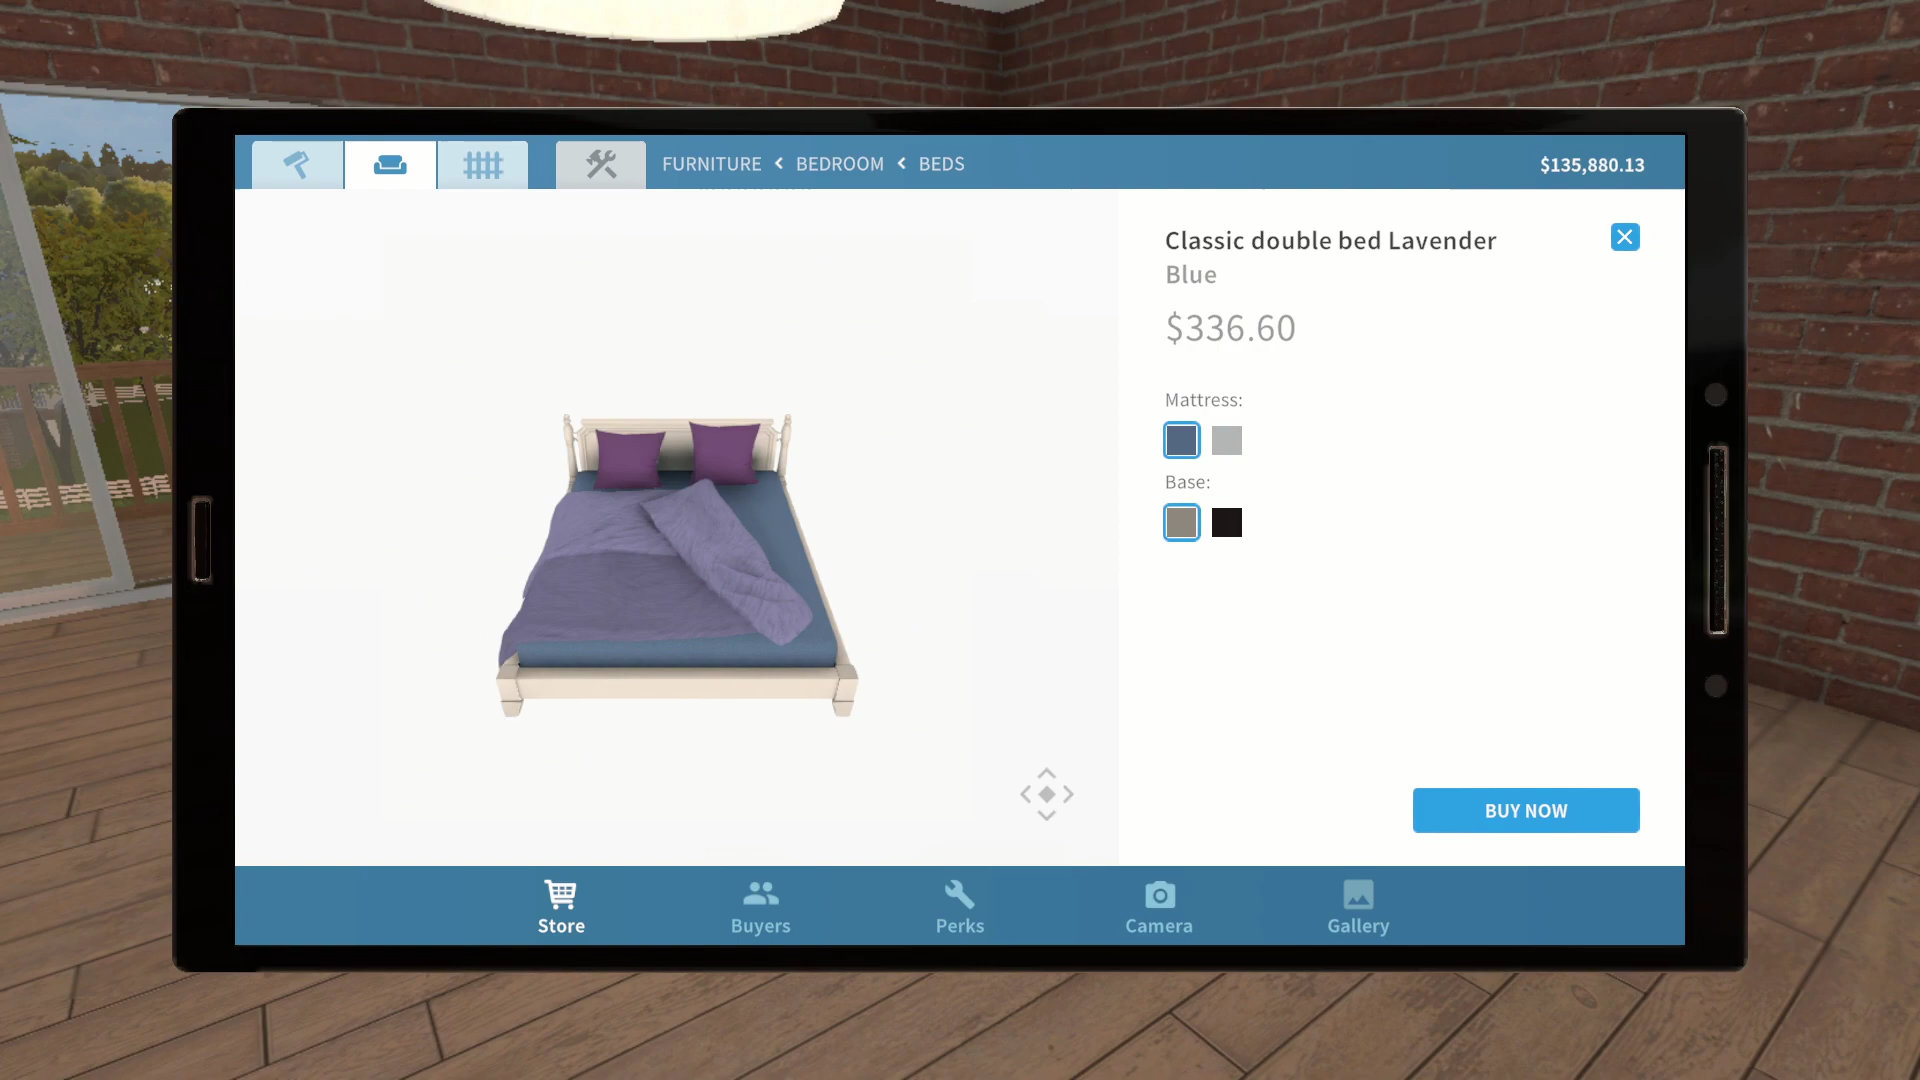 FURNITURE < BEDROOM < BEDS
$135,880.13
Classic double bed Lavender
Blue
$336.60
Mattress:
Base:
BUY NOW
Store
Buyers
Perks
Camera
Gallery